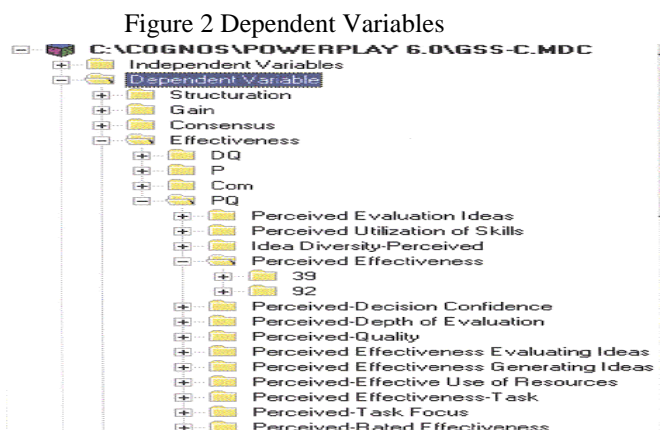 Figure 2 Dependent Variables
C:\COGNOS\POWERPLAY 6.0\GSS-C.MDC
Independent Variables
Dependent Variable
Structuration
Gain
Consensus
Effectiveness
DQ
P
Com
PQ
Perceived Evaluation Ideas
Perceived Utilization of Skills
Idea Diversity-Perceived
Perceived Effectiveness
39
92
Perceived-Decision Confidence
Perceived-Depth of Evaluation
Perceived-Quality
Perceived Effectiveness Evaluating Ideas
Perceived Effectiveness Generating Ideas
Perceived-Effective Use of Resources
Perceived Effectiveness-Task
Perceived-Task Focus
Perceived-Rated Effectiveness